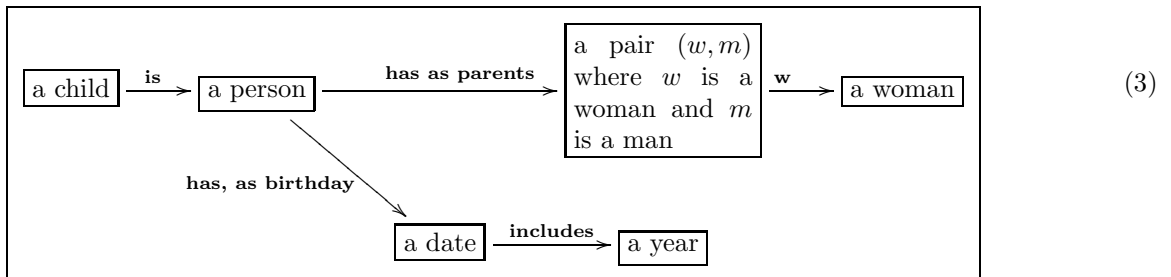 a child
is
a person
has as parents
a pair (w, m)
where w is a
woman and m
is a man
w
a woman
(3)
has, as birthday
a date
includes
a year